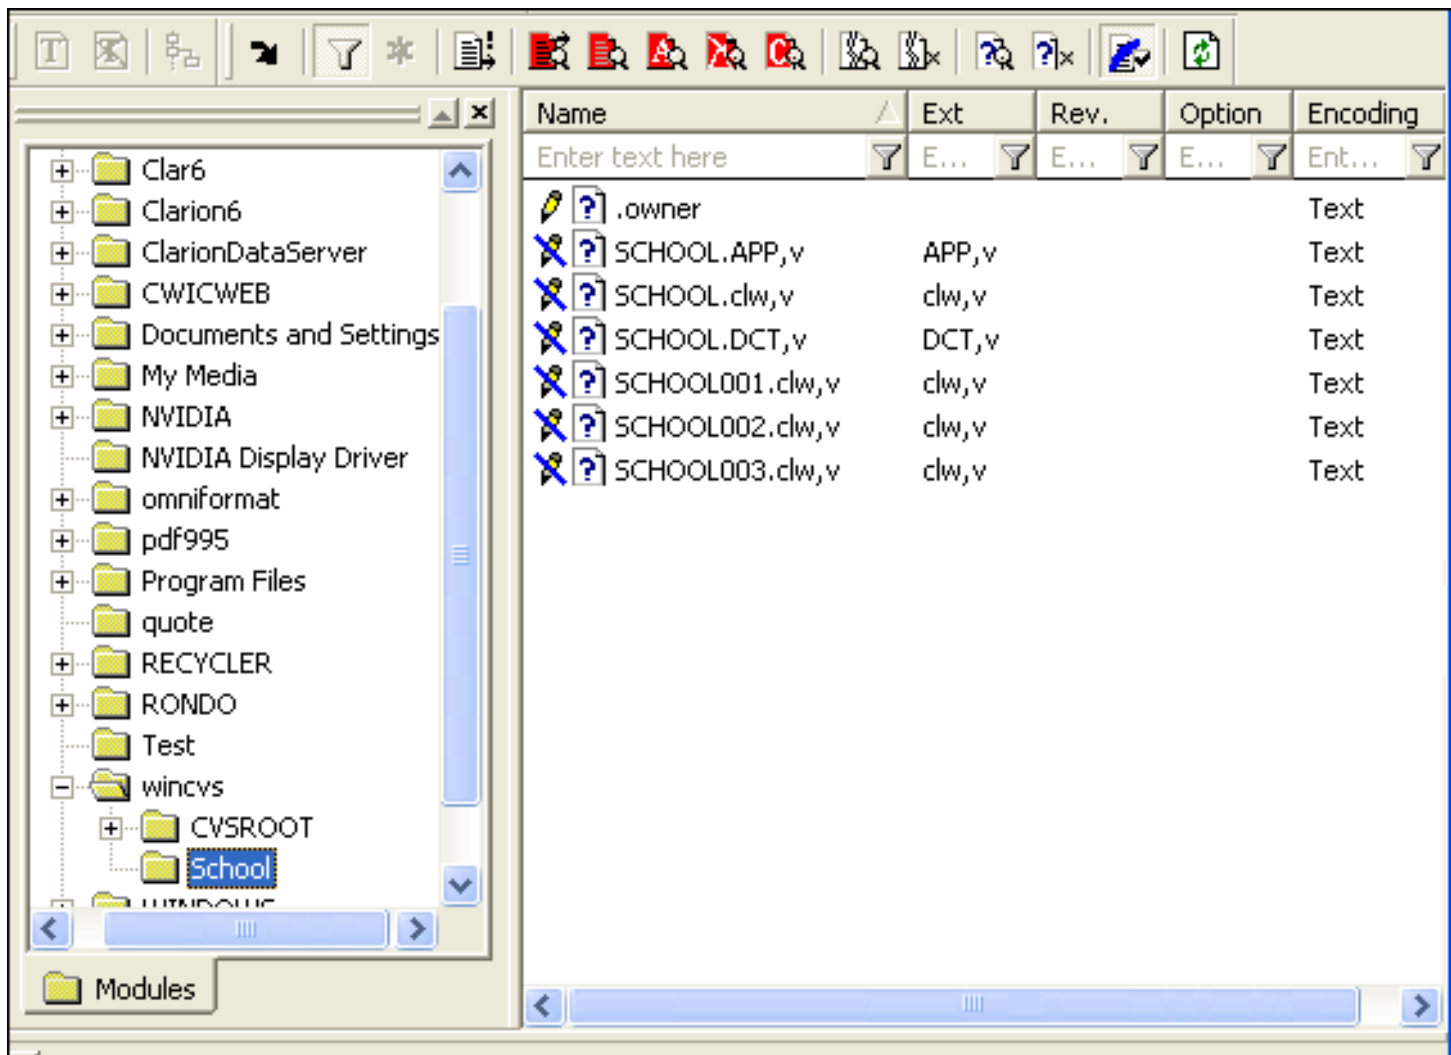 Name Ext Rev. Option Encoding
Enter text here E... E... E... Ent...
.owner Text
SCHOOL.APP,v APP,v Text
SCHOOL.clw,v clw,v Text
SCHOOL.DCT,v DCT,v Text
SCHOOL001.clw,v clw,v Text
SCHOOL002.clw,v clw,v Text
SCHOOL003.clw,v clw,v Text
Clar6
Clarion6
ClarionDataServer
CWICWEB
Documents and Settings
My Media
NVIDIA
NVIDIA Display Driver
omniformat
pdf995
Program Files
quote
RECYCLER
RONDO
Test
wincvs
CVSROOT
School
WINDOWS
Modules